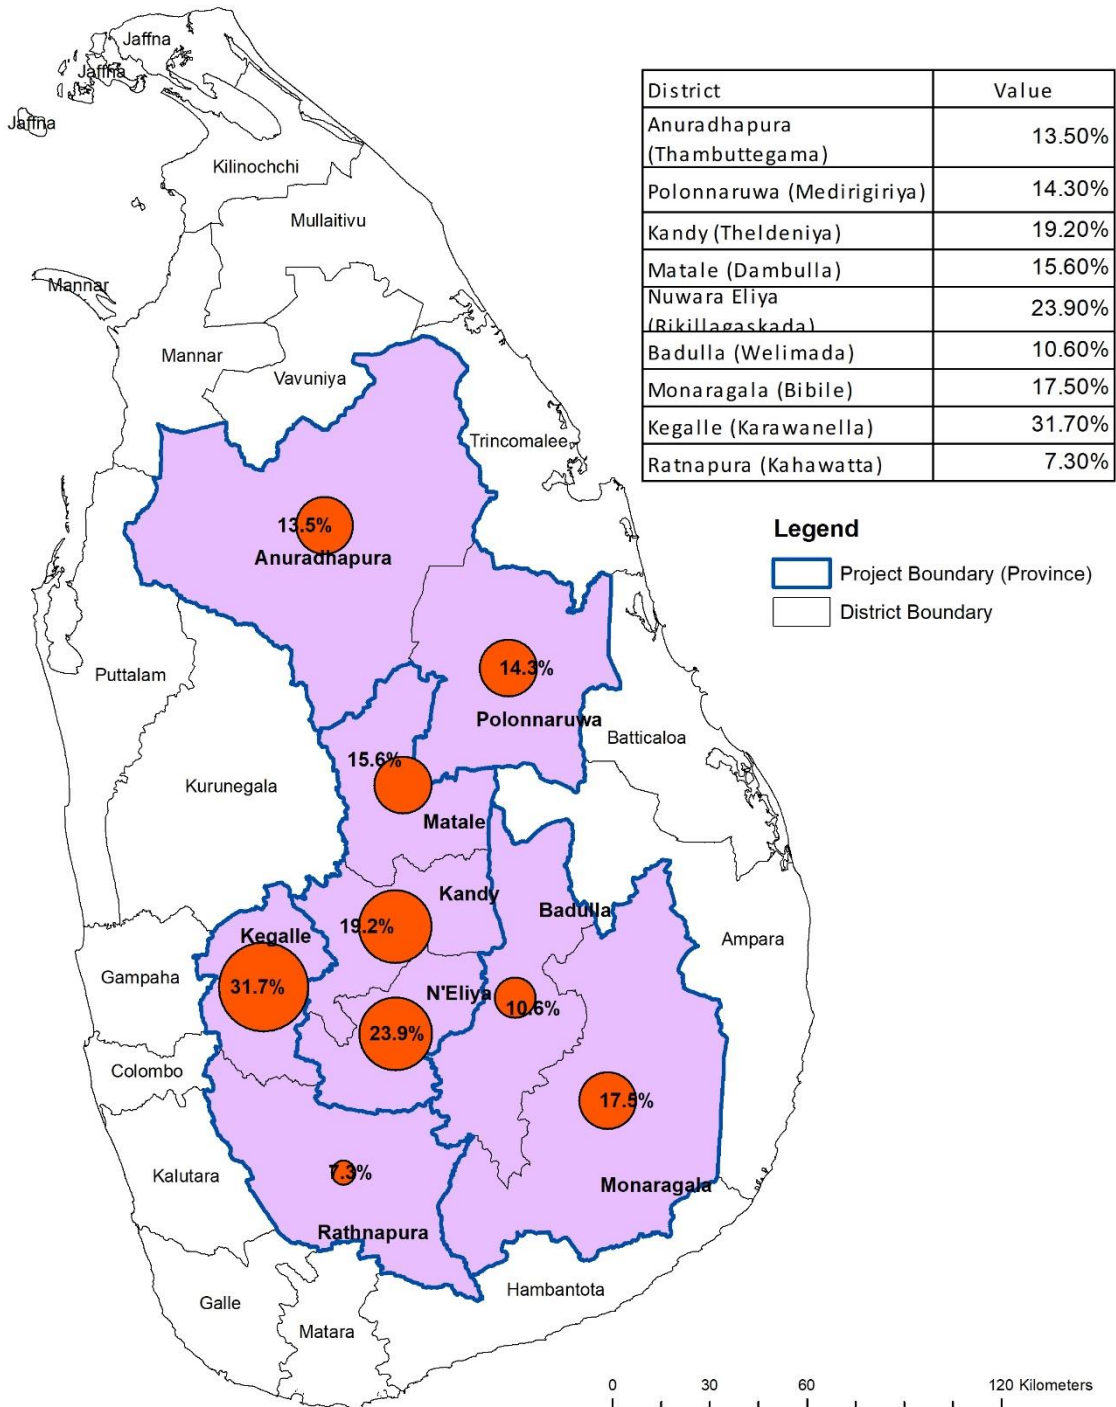 Jaffna
Jaffna
Jaffna
Kilinochchi
Mullaitivu
Mannar
Mannar
Vavuniya
Trincomalee
13.5%
Anuradhapura
14.3%
Polonnaruwa
Puttalam
Batticaloa
15.6%
Kurunegala
Matale
Kandy
19.2%
Badulla
Kegalle
Ampara
Gampaha
31.7%
N'Eliya
10.6%
23.9%
Colombo
17.5%
Kalutara
7.3%
Monaragala
Rathnapura
Hambantota
Galle
Matara
District Value
Anuradhapura
(Thambuttegama) 13.50%
Polonnaruwa (Medirigiriya) 14.30%
Kandy (Theldeniya) 19.20%
Matale (Dambulla) 15.60%
Nuwara Eliya
(Rikillagaskada) 23.90%
Badulla (Welimada) 10.60%
Monaragala (Bibile) 17.50%
Kegalle (Karawanella) 31.70%
Ratnapura (Kahawatta) 7.30%
Legend
Project Boundary (Province)
District Boundary
0 30 60 120 Kilometers